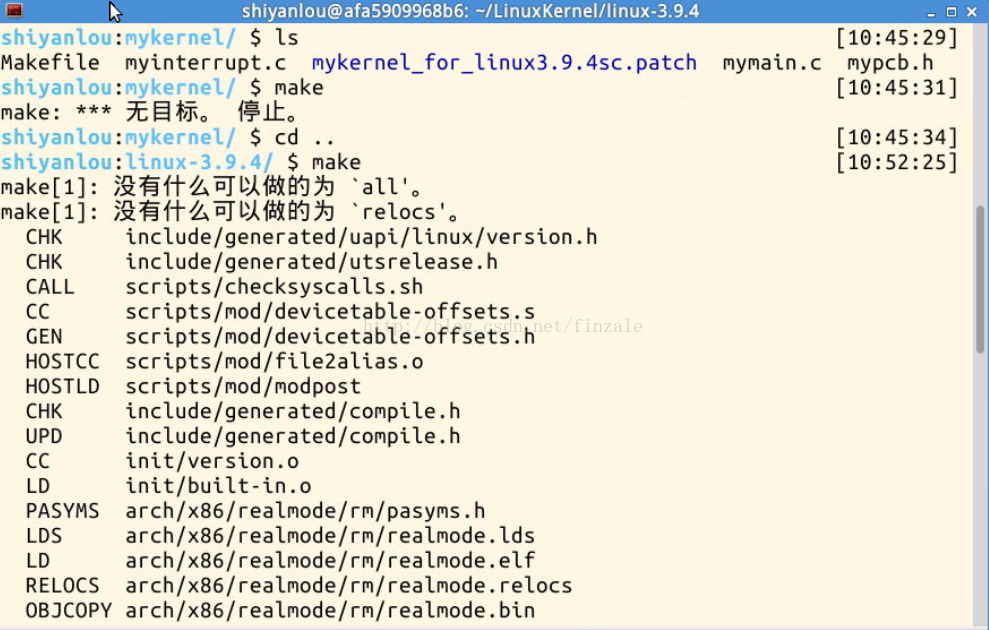 shiyanlou@afa5909968b6: ~/LinuxKernel/linux-3.9.4
shiyanlou:mykernel/ $ ls [10:45:29]
Makefile myinterrupt.c mykernel_for_linux3.9.4sc.patch mymain.c mypcb.h
shiyanlou:mykernel/ $ make [10:45:31]
make: *** 无目标。 停止。
shiyanlou:mykernel/ $ cd .. [10:45:34]
shiyanlou:linux-3.9.4/ $ make [10:52:25]
make[1]: 没有什么可以做的为 `all'。
make[1]: 没有什么可以做的为 `relocs'。
CHK include/generated/uapi/linux/version.h
CHK include/generated/utsrelease.h
CALL scripts/checksyscalls.sh
CC scripts/mod/devicetable-offsets.s
http://blog.csdn.net/finzale
GEN scripts/mod/devicetable-offsets.h
HOSTCC scripts/mod/file2alias.o
HOSTLD scripts/mod/modpost
CHK include/generated/compile.h
UPD include/generated/compile.h
CC init/version.o
LD init/built-in.o
PASYMS arch/x86/realmode/rm/pasyms.h
LDS arch/x86/realmode/rm/realmode.lds
LD arch/x86/realmode/rm/realmode.elf
RELOCS arch/x86/realmode/rm/realmode.relocs
OBJCOPY arch/x86/realmode/rm/realmode.bin